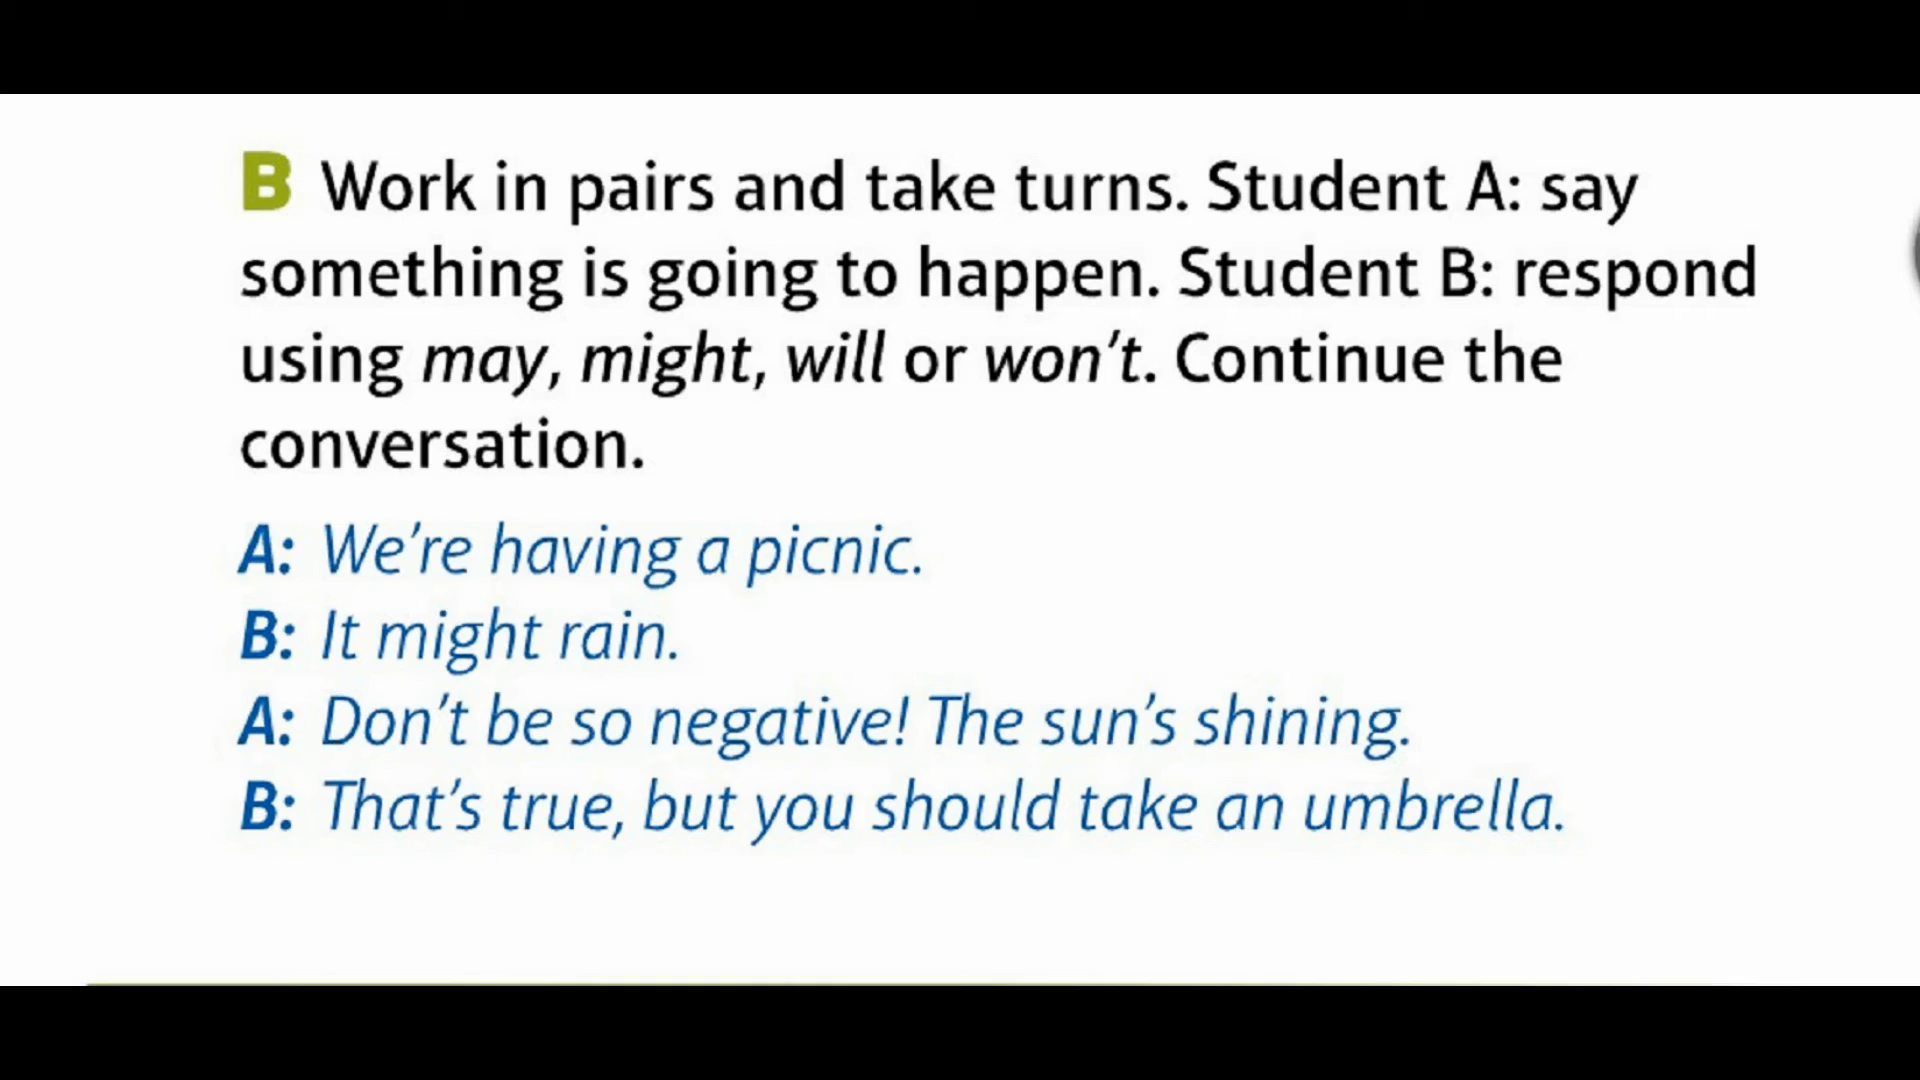 B Work in pairs and take turns. Student A: say
something is going to happen. Student B: respond
using may, might, will or won't. Continue the
conversation.
A: We're having a picnic.
B: It might rain.
A: Don't be so negative! The sun's shining.
B: That's true, but you should take an umbrella.